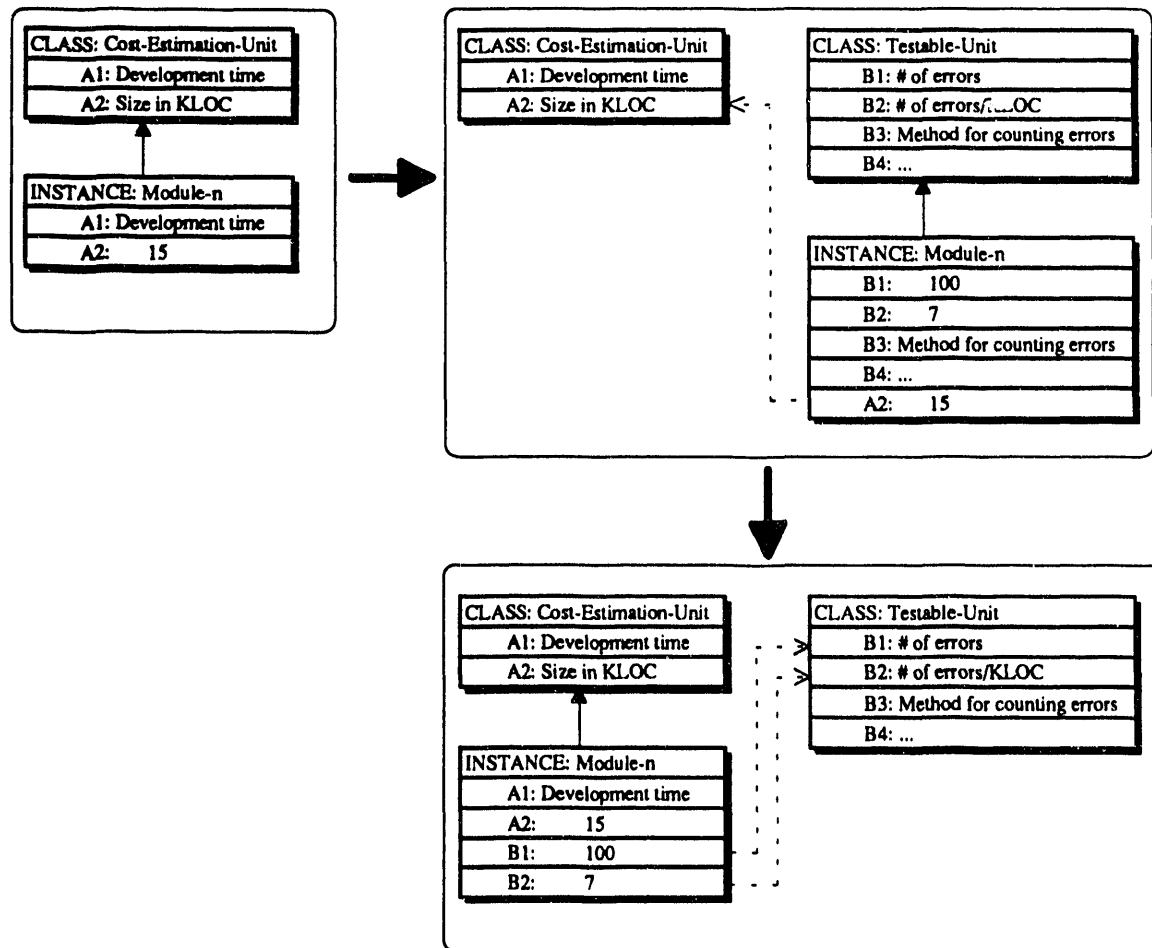 CLASS: Cost-Estimation-Unit
A1: Development time
A2: Size in KLOC
INSTANCE: Module-n
A1: Development time
A2: 15
CLASS: Cost-Estimation-Unit
A1: Development time
A2: Size in KLOC
CLASS: Testable-Unit
B1: # of errors
B2: # of
B3: Method for counting errors
B4: ...
INSTANCE: Module-n
B1: 100
B2: 7
B3: Method for counting errors
B4: ...
A2: 15
CLASS: Cost-Estimation-Unit
A1: Development time
A2: Size in KLOC
INSTANCE: Module-n
A1: Development time
A2: 15
B1: 100
B2: 7
CLASS: Testable-Unit
B1: # of errors
B2: # of errors/KLOC
B3: Method for counting errors
B4: ...